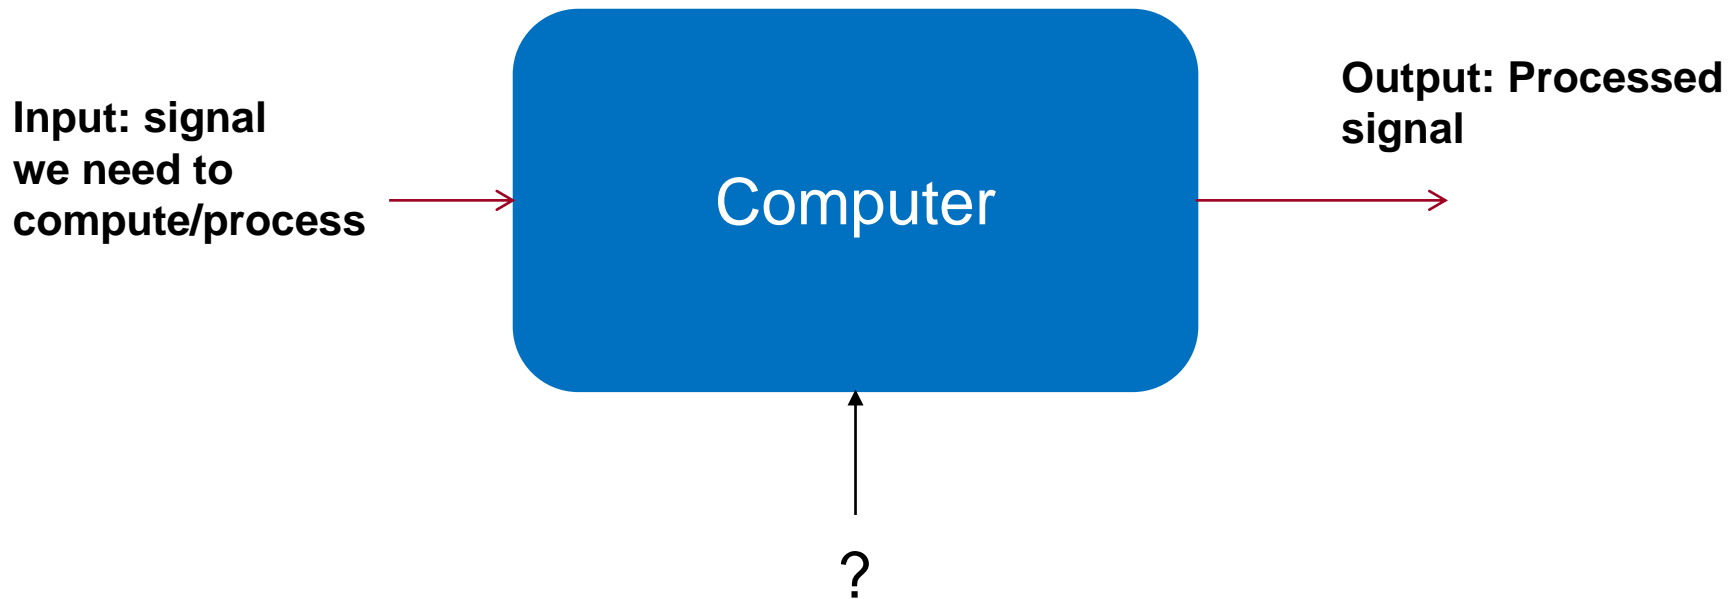 Input: signal
we need to
compute/process
Computer
Output: Processed
signal
?